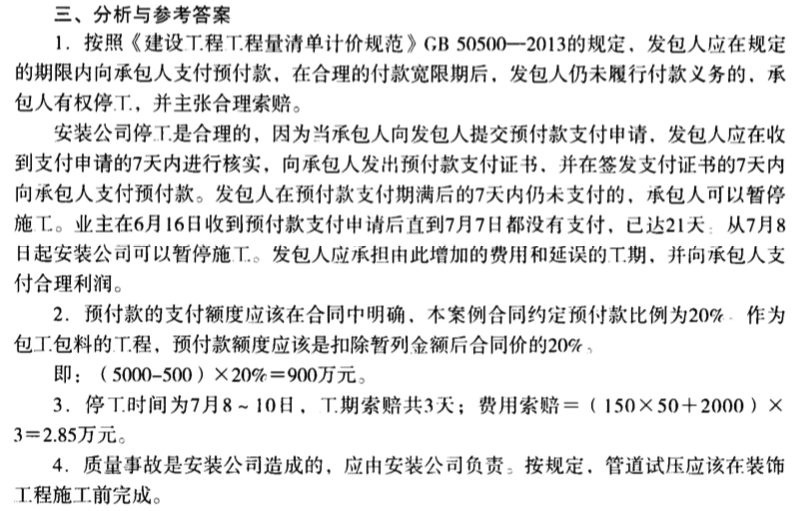 三、分析与参考答案
1．按照《建设工程工程量清单计价规范》GB 50500—2013的规定，发包人应在规定
的期限内向承包人支付预付款，在合理的付款宽限期后，发包人仍未履行付款义务的，承
包人有权停工，并主张合理索赔。
安装公司停工是合理的，因为当承包人向发包人提交预付款支付申请，发包人应在收
到支付申请的7天内进行核实，向承包人发出预付款支付证书，并在签发支付证书的7天内
向承包人支付预付款。发包人在预付款支付期满后的7天内仍未支付的，承包人可以暂停
施工。业主在6月16日收到预付款支付申请后直到7月7日都没有支付，已达21天；从7月8
日起安装公司可以暂停施工。发包人应承担由此增加的费用和延误的工期，并向承包人支
付合理利润。
2．预付款的支付额度应该在合同中明确，本案例合同约定预付款比例为20%．作为
包工包料的工程，预付款额度应该是扣除暂列金额后合同价的20%。
即：（5000–500）×20%＝900万元。
3．停工时间为7月8～10日，工期索赔共3天；费用索赔＝（150×50＋2000）×
3＝2.85万元。
4．质量事故是安装公司造成的，应由安装公司负责。按规定，管道试压应该在装饰
工程施工前完成。